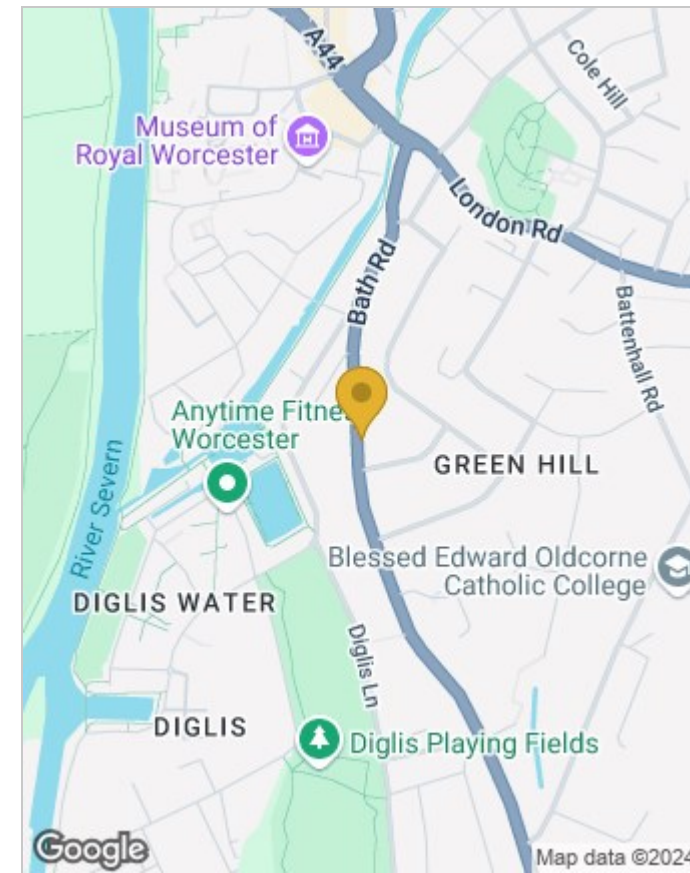 A44
Cole Hill
Museum of
Royal Worcester
London Rd
Bath Rd
Battenhall Rd
Anytime Fitne
Worcester
GREEN HILL
River Severn
Blessed Edward Oldcorne
Catholic College
DIGLIS WATER
Diglis Ln
DIGLIS
Diglis Playing Fields
Google
Map data ©2024